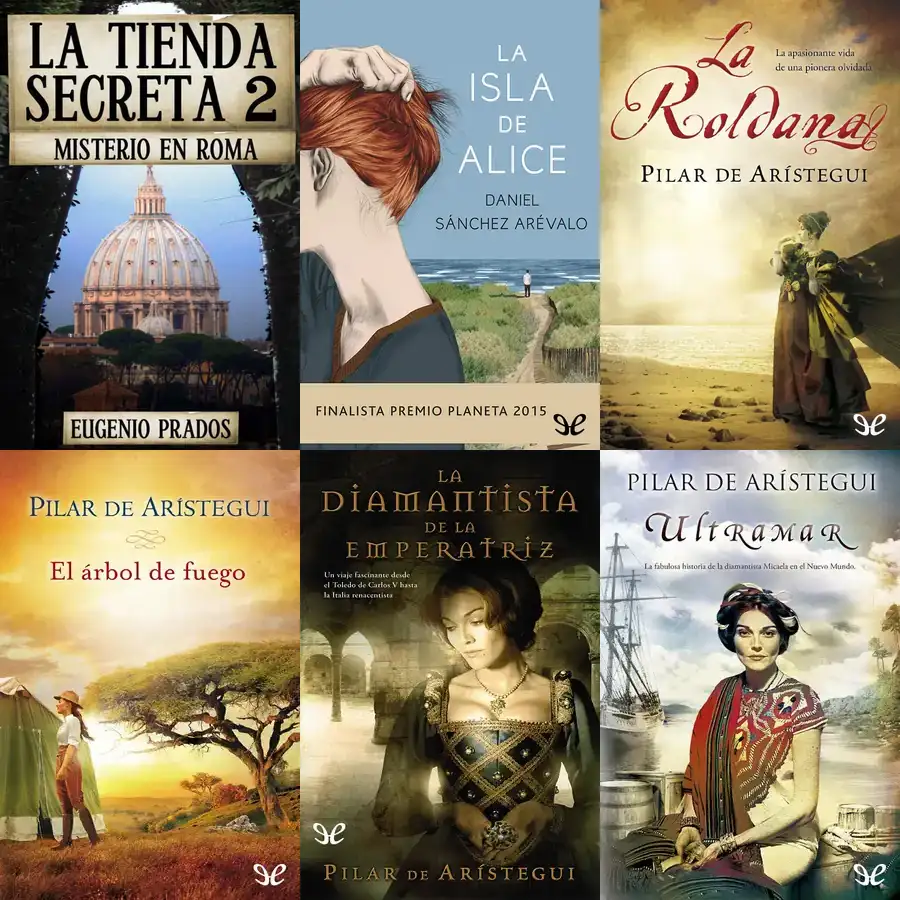 LA TIENDA
SECRETA 2
MISTERIO EN ROMA
EUGENIO PRADOS
LA
ISLA
DE
ALICE
DANIEL
SÁNCHEZ ARÉVALO
FINALISTA PREMIO PLANETA 2015
La
Roldana
La apasionante vida
de una pionera olvidada
PILAR DE ARÍSTEGUI
PILAR DE ARÍSTEGUI
El árbol de fuego
LA
DIAMANTISTA
DE LA
EMPERATRIZ
Un viaje fascinante desde
el Toledo de Carlos V hasta
la Italia renacentista
PILAR DE ARÍSTEGUI
PILAR DE ARÍSTEGUI
ULTRAMAR
La fabulosa historia de la diamantista Micaela en el Nuevo Mundo.